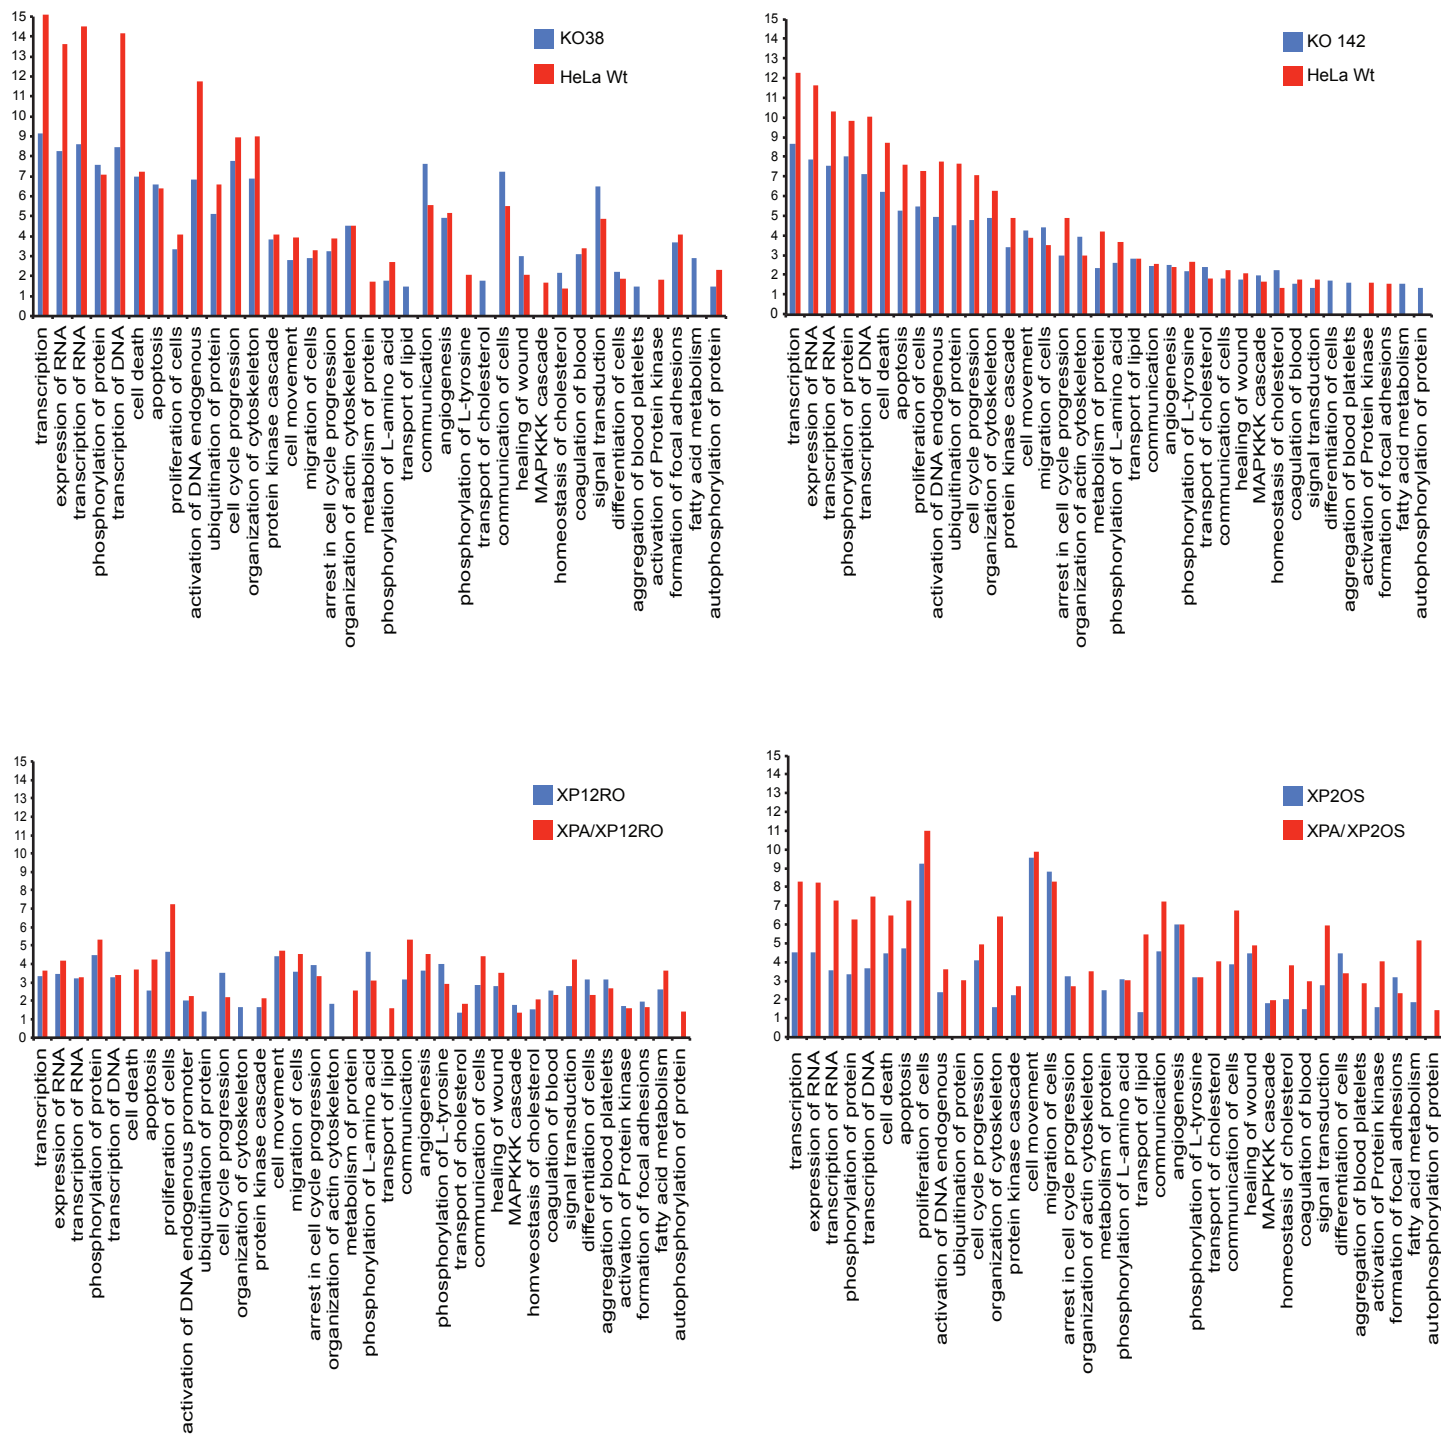 15
14
13
12
11
10
9
8
7
6
5
4
3
2
1
0
KO38
HeLa Wt
transcription
expression of RNA
transcription of RNA
phosphorylation of protein
transcription of DNA
cell death
apoptosis
proliferation of cells
activation of DNA endogenous
ubiquitination of protein
cell cycle progression
organization of cytoskeleton
protein kinase cascade
cell movement
migration of cells
arrest in cell cycle progression
organization of actin cytoskeleton
metabolism of protein
phosphorylation of L-amino acid
transport of lipid
communication
angiogenesis
phosphorylation of L-tyrosine
transport of cholesterol
communication of cells
healing of wound
MAPKKK cascade
homeostasis of cholesterol
coagulation of blood
signal transduction
differentiation of cells
aggregation of blood platelets
activation of Protein kinase
formation of focal adhesions
fatty acid metabolism
autophosphorylation of protein
15
14
13
12
11
10
9
8
7
6
5
4
3
2
1
0
KO 142
HeLa Wt
transcription
expression of RNA
transcription of RNA
phosphorylation of protein
transcription of DNA
cell death
apoptosis
proliferation of cells
activation of DNA endogenous
ubiquitination of protein
cell cycle progression
organization of cytoskeleton
protein kinase cascade
cell movement
migration of cells
arrest in cell cycle progression
organization of actin cytoskeleton
metabolism of protein
phosphorylation of L-amino acid
transport of lipid
communication
angiogenesis
phosphorylation of L-tyrosine
transport of cholesterol
communication of cells
healing of wound
MAPKKK cascade
homeostasis of cholesterol
coagulation of blood
signal transduction
differentiation of cells
aggregation of blood platelets
activation of Protein kinase
formation of focal adhesions
fatty acid metabolism
autophosphorylation of protein
15
14
13
12
11
10
9
8
7
6
5
4
3
2
1
0
XP12RO
XPA/XP12RO
transcription
expression of RNA
transcription of RNA
phosphorylation of protein
transcription of DNA
cell death
apoptosis
proliferation of cells
activation of DNA endogenous promoter
ubiquination of protein
cell cycle progression
organization of cytoskeleton
protein kinase cascade
cell movement
migration of cells
arrest in cell cycle progression
organization of actin cytoskeleton
metabolism of protein
phosphorylation of L-amino acid
transport of lipid
communication
angiogenesis
phosphorylation of L-tyrosine
transport of cholesterol
communication of cells
healing of wound
MAPKKK cascade
homveostasis of cholesterol
coagulation of blood
signal transduction
differentiation of cells
aggregation of blood platelets
activation of Protein kinase
formation of focal adhesions
fatty acid metabolism
autophosphorylation of protein
15
14
13
12
11
10
9
8
7
6
5
4
3
2
1
0
XP2OS
XPA/XP2OS
transcription
expression of RNA
transcription of RNA
phosphorylation of protein
transcription of DNA
cell death
apoptosis
proliferation of cells
activation of DNA endogenous
ubiquination of protein
cell cycle progression
organization of cytoskeleton
protein kinase cascade
cell movement
migration of cells
arrest in cell cycle progression
organization of actin cytoskeleton
metabolism of protein
phosphorylation of L-amino acid
transport of lipid
communication
angiogenesis
phosphorylation of L-tyrosine
transport of cholesterol
communication of cells
healing of wound
MAPKKK cascade
homeostasis of cholesterol
coagulation of blood
signal transduction
differentiation of cells
aggregation of blood platelets
activation of Protein kinase
formation of focal adhesions
fatty acid metabolism
autophosphorylation of protein